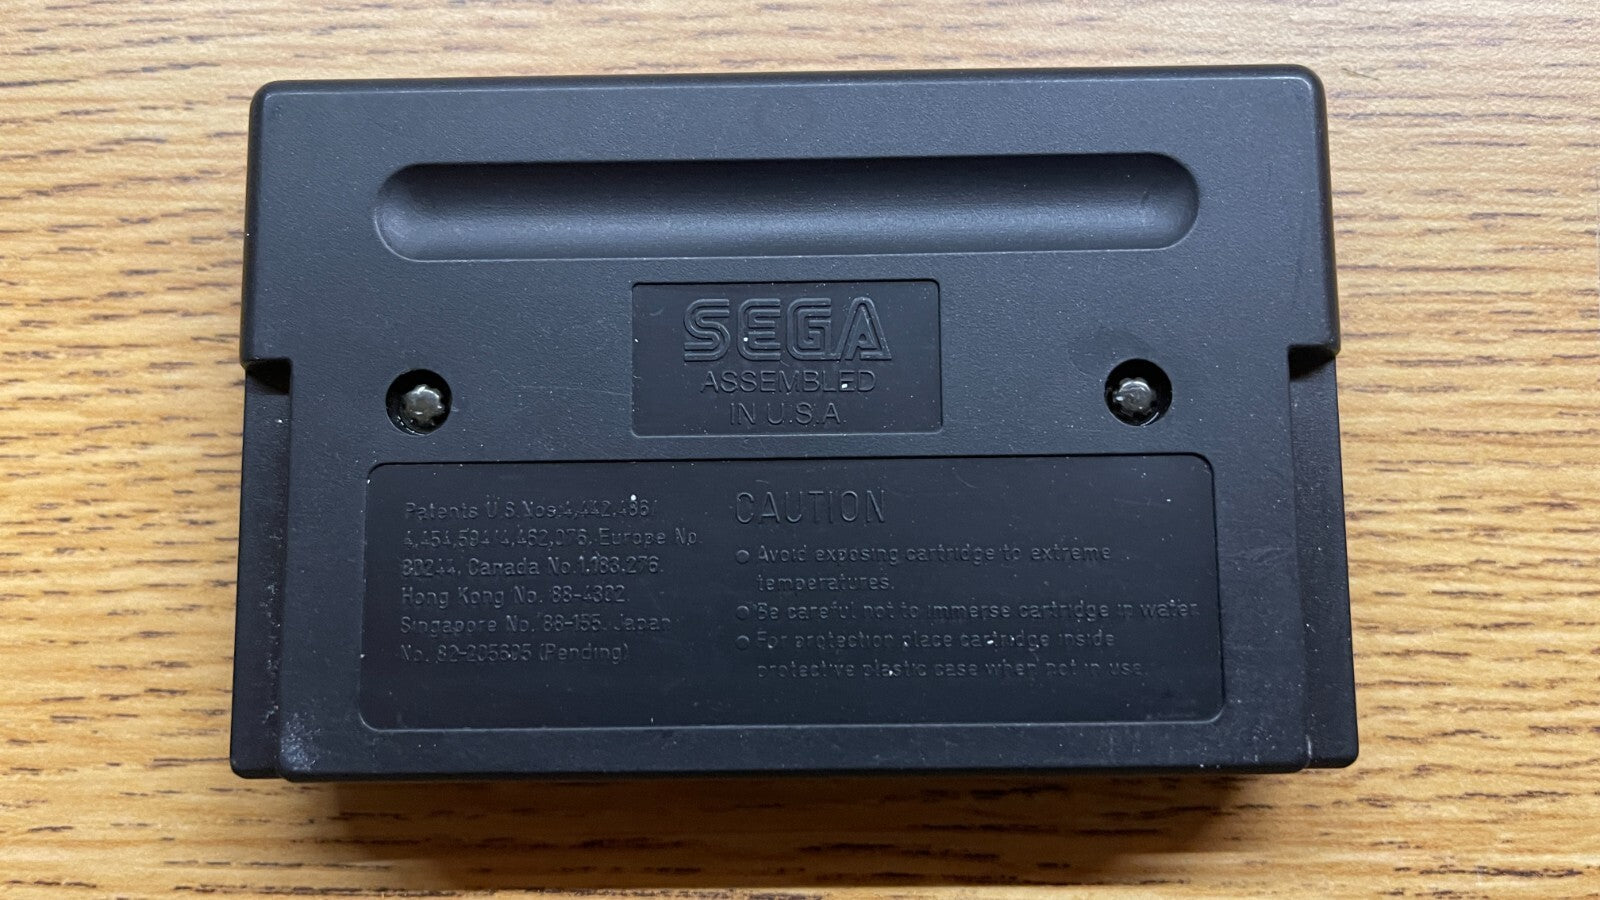 SEGA
ASSEMBLED
IN U.S.A.
Patents U.S. Nos. 4,442,486/
4,454,594/4,462,076, Europe No.
80244, Canada No. 1,183,276,
Hong Kong No. 88-4302,
Singapore No. 88-155, Japan
No. 82-205605 (Pending)
CAUTION
● Avoid exposing cartridge to extreme
temperatures.
● Be careful not to immerse cartridge in water.
● For protection place cartridge inside
protective plastic case when not in use.